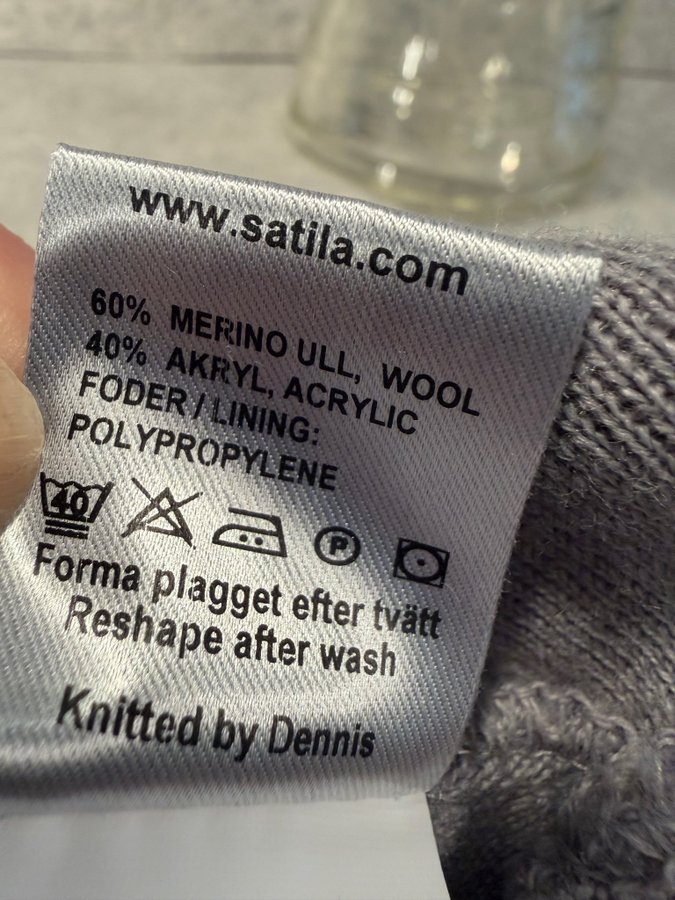 www.satila.com
60% MERINO ULL, WOOL
40% AKRYL, ACRYLIC
FODER / LINING:
POLYPROPYLENE
40 P
Forma plagget efter tvätt
Reshape after wash
Knitted by Dennis